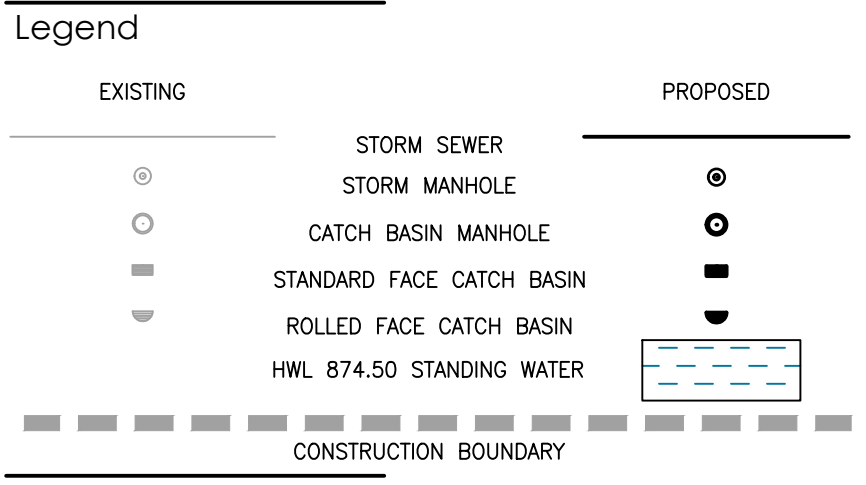 Legend
EXISTING PROPOSED
STORM SEWER
STORM MANHOLE
CATCH BASIN MANHOLE
STANDARD FACE CATCH BASIN
ROLLED FACE CATCH BASIN
HWL 874.50 STANDING WATER
CONSTRUCTION BOUNDARY